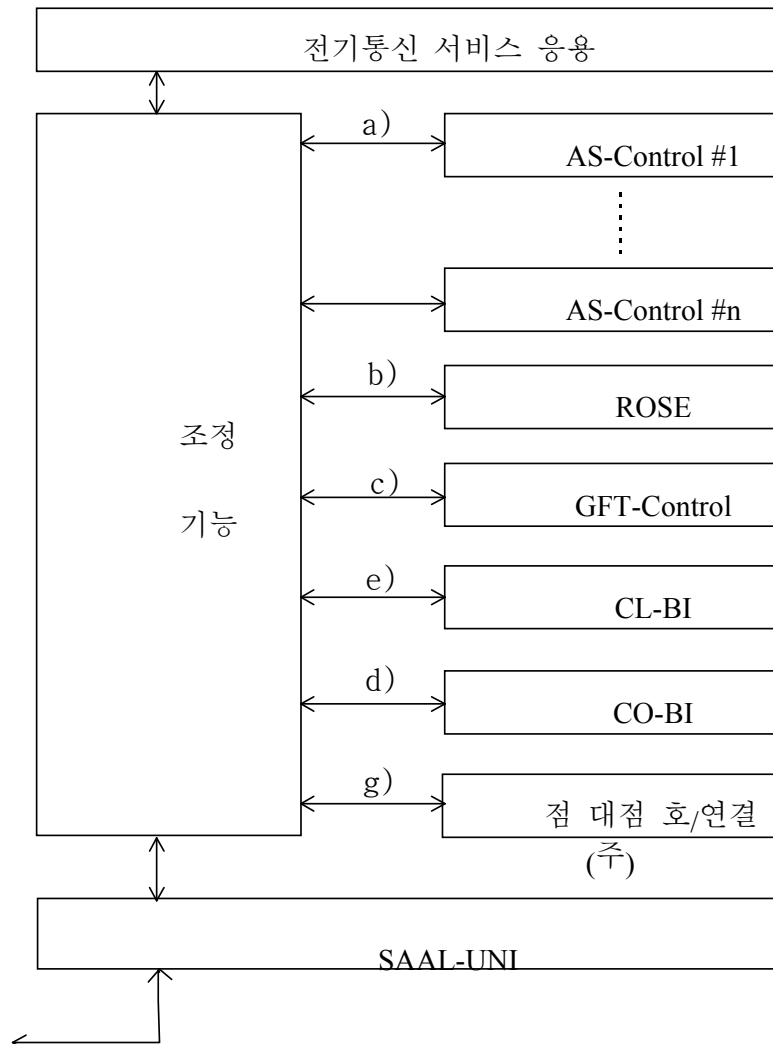 전기통신 서비스 응용
a)
AS-Control #1
AS-Control #n
b)
ROSE
조정
기능
c)
GFT-Control
e)
CL-BI
d)
CO-BI
g)
점 대점 호/연결
(주)
SAAL-UNI